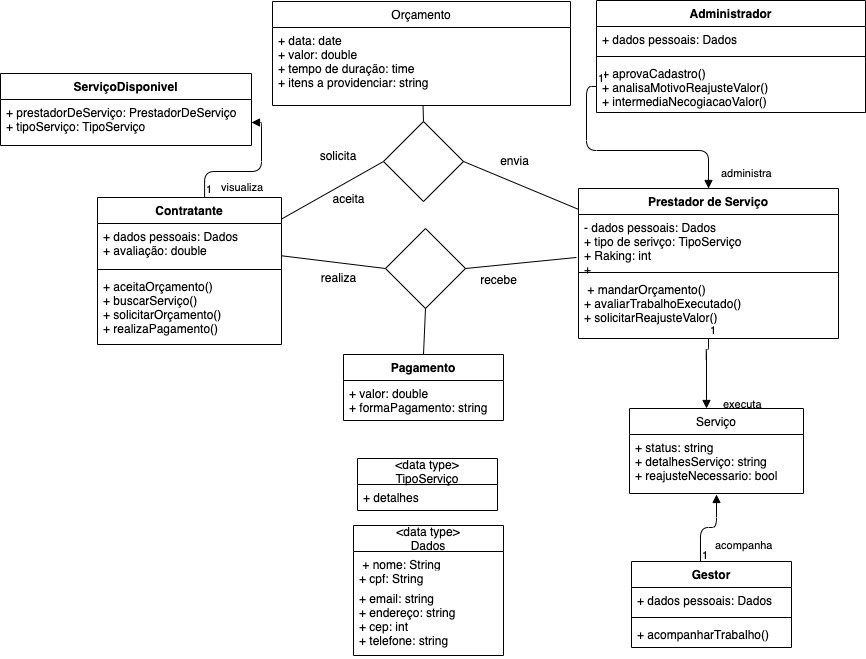 Orçamento
+ data: date
+ valor: double
+ tempo de duração: time
+ itens a providenciar: string
Administrador
+ dados pessoais: Dados
1
+ aprovaCadastro()
+ analisaMotivoReajusteValor()
+ intermediaNecogiacaoValor()
ServiçoDisponivel
+ prestadorDeServiço: PrestadorDeServiço
+ tipoServiço: TipoServiço
solicita
envia
aceita
administra
1
visualiza
Contratante
+ dados pessoais: Dados
+ avaliação: double
+ aceitaOrçamento()
+ buscarServiço()
+ solicitarOrçamento()
+ realizaPagamento()
Prestador de Serviço
- dados pessoais: Dados
+ tipo de serivço: TipoServiço
+ Raking: int
+
+ mandarOrçamento()
+ avaliarTrabalhoExecutado()
+ solicitarReajusteValor()
1
realiza
recebe
Pagamento
+ valor: double
+ formaPagamento: string
executa
Serviço
+ status: string
+ detalhesServiço: string
+ reajusteNecessario: bool
<data type>
TipoServiço
+ detalhes
<data type>
Dados
+ nome: String
+ cpf: String
+ email: string
+ endereço: string
+ cep: int
+ telefone: string
acompanha
1
Gestor
+ dados pessoais: Dados
+ acompanharTrabalho()